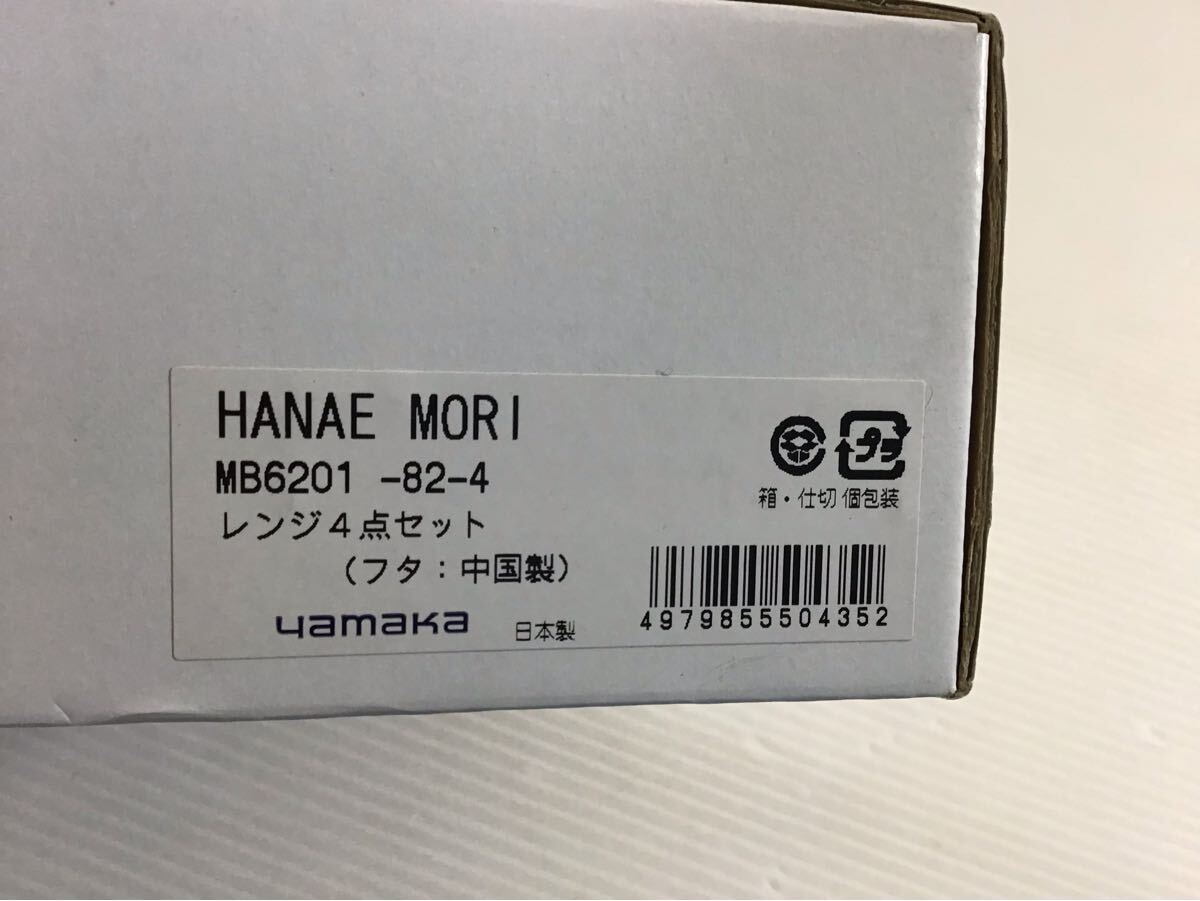 HANAE MORI
MB6201 -82-4
レンジ4点セット
(フタ:中国製)
yamaka 日本製
プラ
箱・仕切 個包装
4979855504352